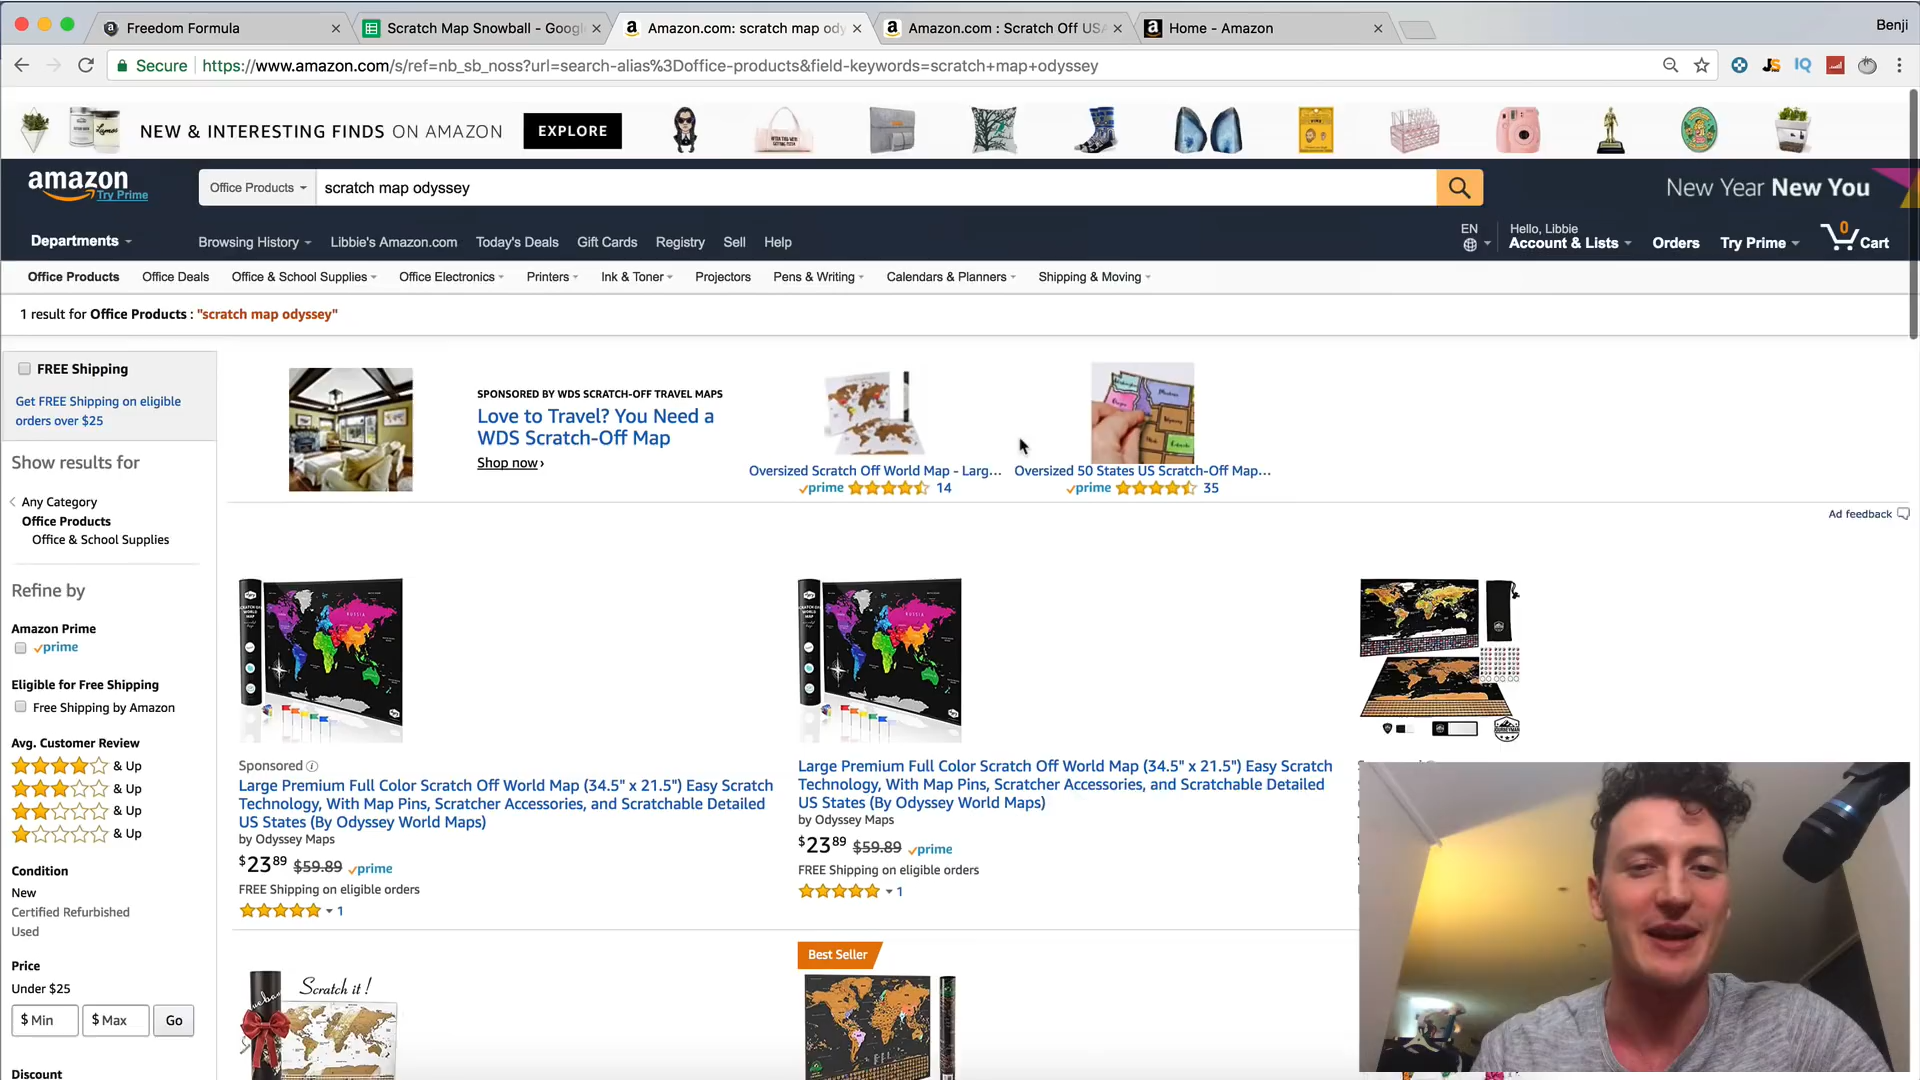 Freedom Formula
Scratch Map Snowball - Googl
Amazon.com: scratch map ody
Amazon.com : Scratch Off USA
Home - Amazon
Benji
Secure
https://www.amazon.com/s/ref=nb_sb_noss?url=search-alias%3Doffice-products&field-keywords=scratch+map+odyssey
NEW & INTERESTING FINDS ON AMAZON
EXPLORE
amazon
Try Prime
Office Products
scratch map odyssey
New Year New You
Departments
Browsing History
Libbie's Amazon.com
Today's Deals
Gift Cards
Registry
Sell
Help
EN
Hello, Libbie
Account & Lists
Orders
Try Prime
0
Cart
Office Products
Office Deals
Office & School Supplies
Office Electronics
Printers
Ink & Toner
Projectors
Pens & Writing
Calendars & Planners
Shipping & Moving
1 result for Office Products : "scratch map odyssey"
FREE Shipping
Get FREE Shipping on eligible
orders over $25
Show results for
Any Category
Office Products
Office & School Supplies
Refine by
Amazon Prime
prime
Eligible for Free Shipping
Free Shipping by Amazon
Avg. Customer Review
& Up
& Up
& Up
& Up
Condition
New
Certified Refurbished
Used
Price
Under $25
$ Min
$ Max
Go
Discount
SPONSORED BY WDS SCRATCH-OFF TRAVEL MAPS
Love to Travel? You Need a
WDS Scratch-Off Map
Shop now ›
Oversized Scratch Off World Map - Larg...
prime
14
Oversized 50 States US Scratch-Off Map...
prime
35
Ad feedback
Sponsored
Large Premium Full Color Scratch Off World Map (34.5" x 21.5") Easy Scratch
Technology, With Map Pins, Scratcher Accessories, and Scratchable Detailed
US States (By Odyssey World Maps)
by Odyssey Maps
$23 89 $59.89 prime
FREE Shipping on eligible orders
1
Large Premium Full Color Scratch Off World Map (34.5" x 21.5") Easy Scratch
Technology, With Map Pins, Scratcher Accessories, and Scratchable Detailed
US States (By Odyssey World Maps)
by Odyssey Maps
$23 89 $59.89 prime
FREE Shipping on eligible orders
1
Best Seller
Scratch it!